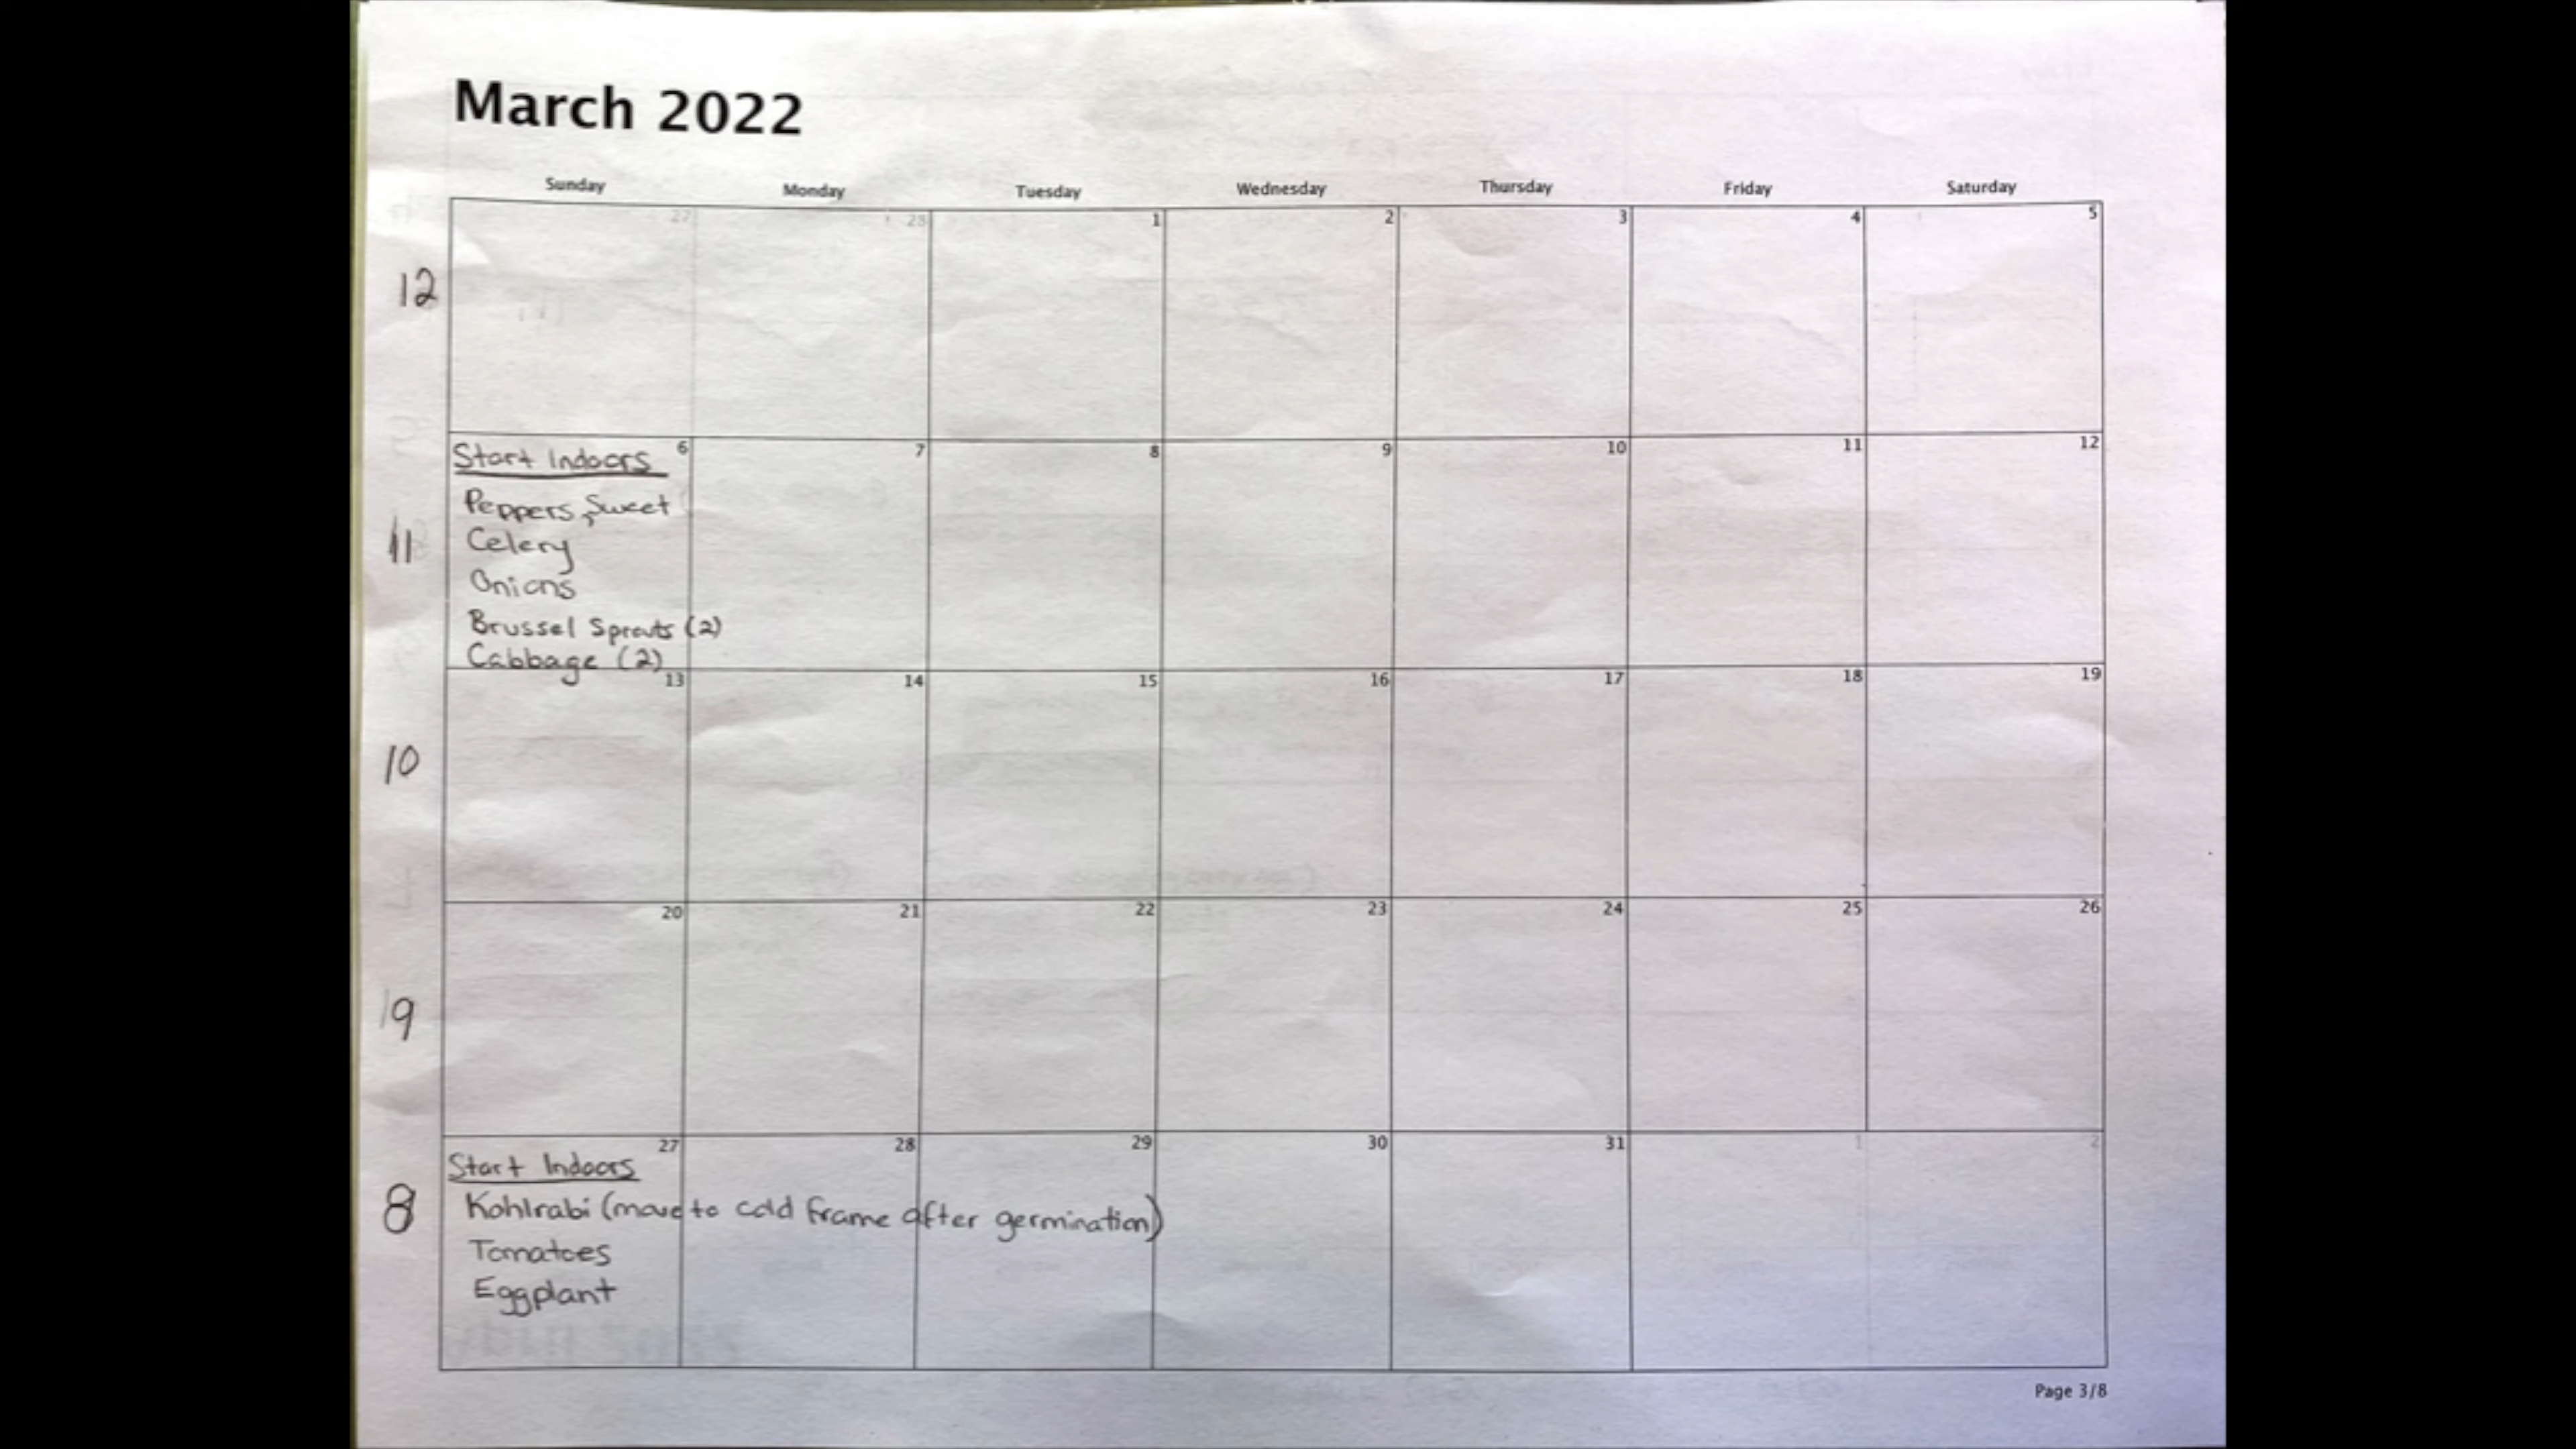 March 2022
Sunday Monday Tuesday Wednesday Thursday Friday Saturday
27 28 1 2 3 4 5
12
6 7 8 9 10 11 12
Start Indoors
Peppers, Sweet
Celery
11
Onions
Brussel Sprouts (2)
Cabbage (2)
13 14 15 16 17 18 19
10
20 21 22 23 24 25 26
9
27 28 29 30 31 1 2
Start Indoors
8
Kohlrabi (move to cold frame after germination)
Tomatoes
Eggplant
Page 3/8